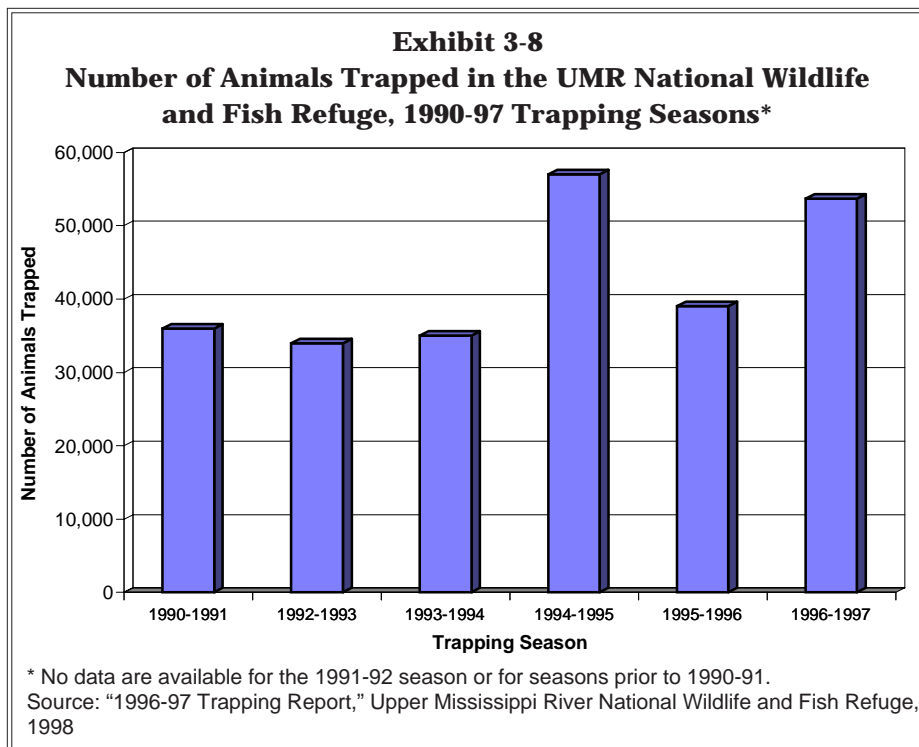 Exhibit 3-8
Number of Animals Trapped in the UMR National Wildlife
and Fish Refuge, 1990-97 Trapping Seasons*
60,000
50,000
40,000
30,000
20,000
10,000
0
Number of Animals Trapped
1990-1991 1992-1993 1993-1994 1994-1995 1995-1996 1996-1997
Trapping Season
* No data are available for the 1991-92 season or for seasons prior to 1990-91.
Source: “1996-97 Trapping Report,” Upper Mississippi River National Wildlife and Fish Refuge,
1998